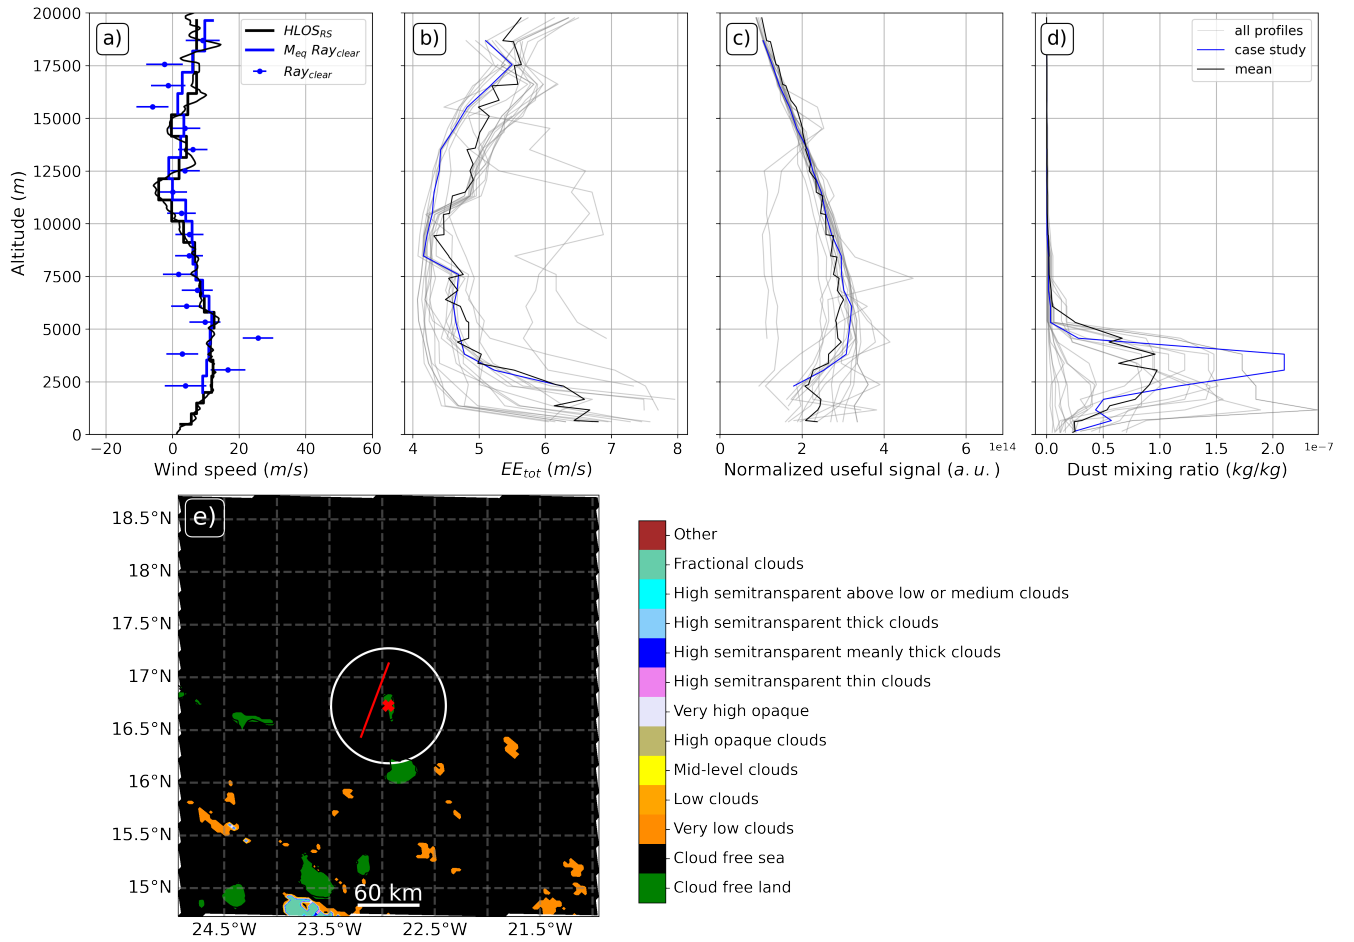 a)
20000
17500
15000
12500
10000
7500
5000
2500
0
Altitude (m)
−20 0 20 40 60
Wind speed (m/s)
HLOS_RS
M_eq Ray_clear
Ray_clear
b)
4 5 6 7 8
EE_tot (m/s)
c)
0 2 4 6
1e14
Normalized useful signal (a.u.)
d)
all profiles
case study
mean
0.0 0.5 1.0 1.5 2.0
1e−7
Dust mixing ratio (kg/kg)
e)
18.5°N
18°N
17.5°N
17°N
16.5°N
16°N
15.5°N
15°N
60 km
24.5°W 23.5°W 22.5°W 21.5°W
Other
Fractional clouds
High semitransparent above low or medium clouds
High semitransparent thick clouds
High semitransparent meanly thick clouds
High semitransparent thin clouds
Very high opaque
High opaque clouds
Mid-level clouds
Low clouds
Very low clouds
Cloud free sea
Cloud free land